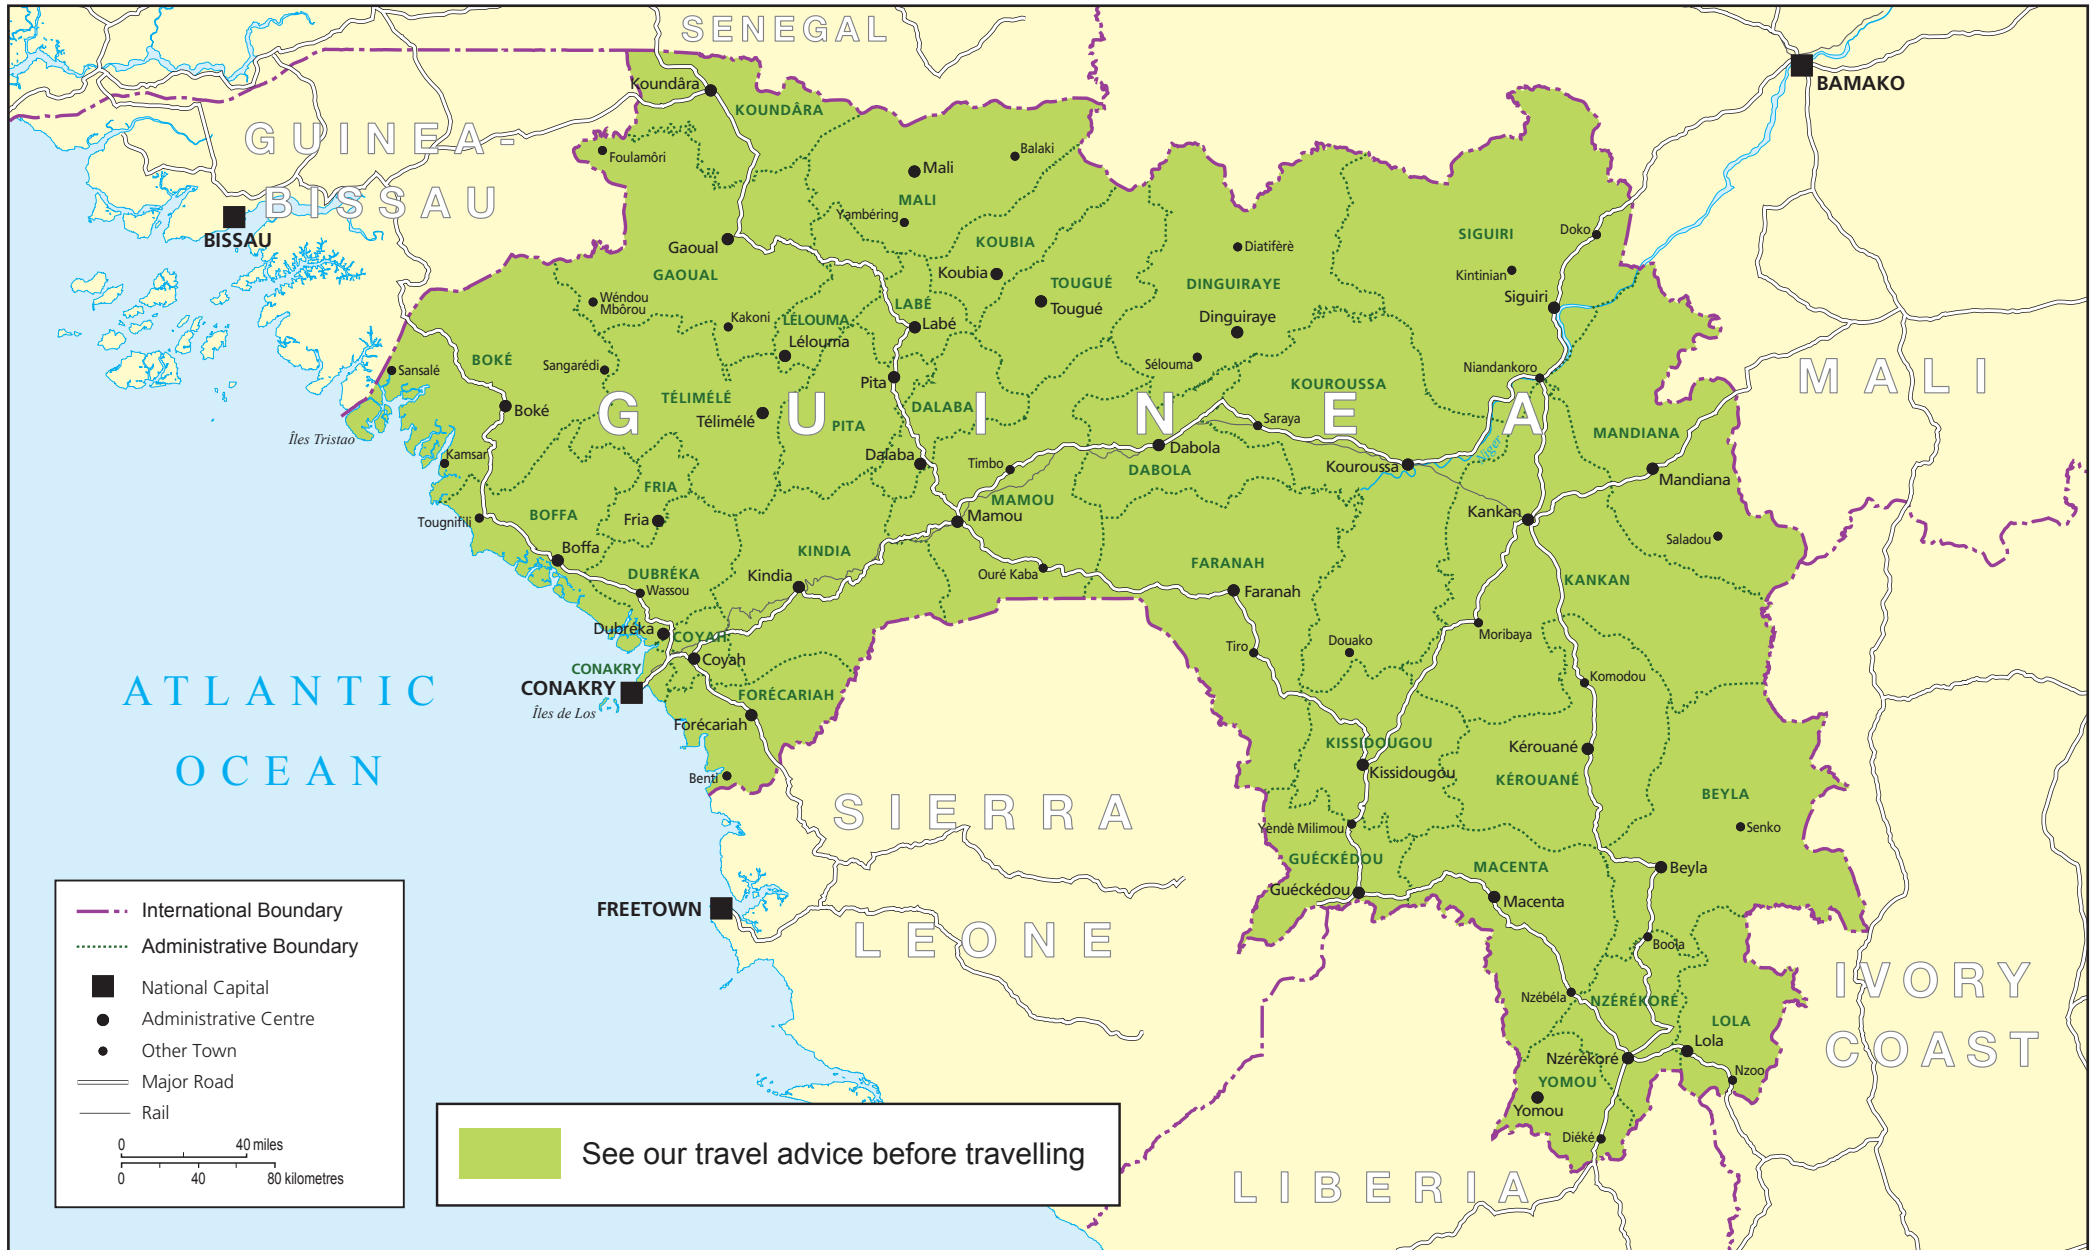 SENEGAL
BAMAKO
Koundâra
KOUNDÂRA
GUINEA-
BISSAU
Foulamôri
Mali
Balaki
MALI
Yambéring
BISSAU
Gaoual
GAOUAL
KOUBIA
Koubia
Diatifèrè
SIGUIRI
Doko
Kintinian
Siguiri
TOUGUÉ
Tougué
DINGUIRAYE
Dinguiraye
Wéndou
Mbôrou
Kakoni
LÉLOUMA
Lélouma
LABÉ
Labé
BOKÉ
Sansalé
Sangarédi
Sélouma
Niandankoro
MALI
Pita
KOUROUSSA
TÉLIMÉLÉ
Télimélé
PITA
DALABA
Boké
GUINEA
Saraya
Îles Tristao
Kamsar
Dalaba
Timbo
Dabola
DABOLA
Kouroussa
Niger
MANDIANA
Mandiana
FRIA
Fria
MAMOU
Mamou
Kankan
Tougnifili
BOFFA
Boffa
KINDIA
Kindia
Saladou
DUBRÉKA
Wassou
Ouré Kaba
FARANAH
Faranah
KANKAN
Dubréka
COYAH
Coyah
Tiro
Douako
Moribaya
CONAKRY
CONAKRY
Îles de Los
FORÉCARIAH
Forécariah
Komodou
ATLANTIC
OCEAN
KISSIDOUGOU
Kissidougou
Kérouané
KÉROUANÉ
Benti
BEYLA
Senko
SIERRA
LEONE
Yèndè Milimou
GUÉCKÉDOU
Guéckédou
MACENTA
Macenta
Beyla
FREETOWN
Boola
IVORY
COAST
Nzébéla
NZÉRÉKORÉ
Nzérékoré
LOLA
Lola
Nzoo
YOMOU
Yomou
Diéké
LIBERIA
International Boundary
Administrative Boundary
National Capital
Administrative Centre
Other Town
Major Road
Rail
0 40 miles
0 40 80 kilometres
See our travel advice before travelling